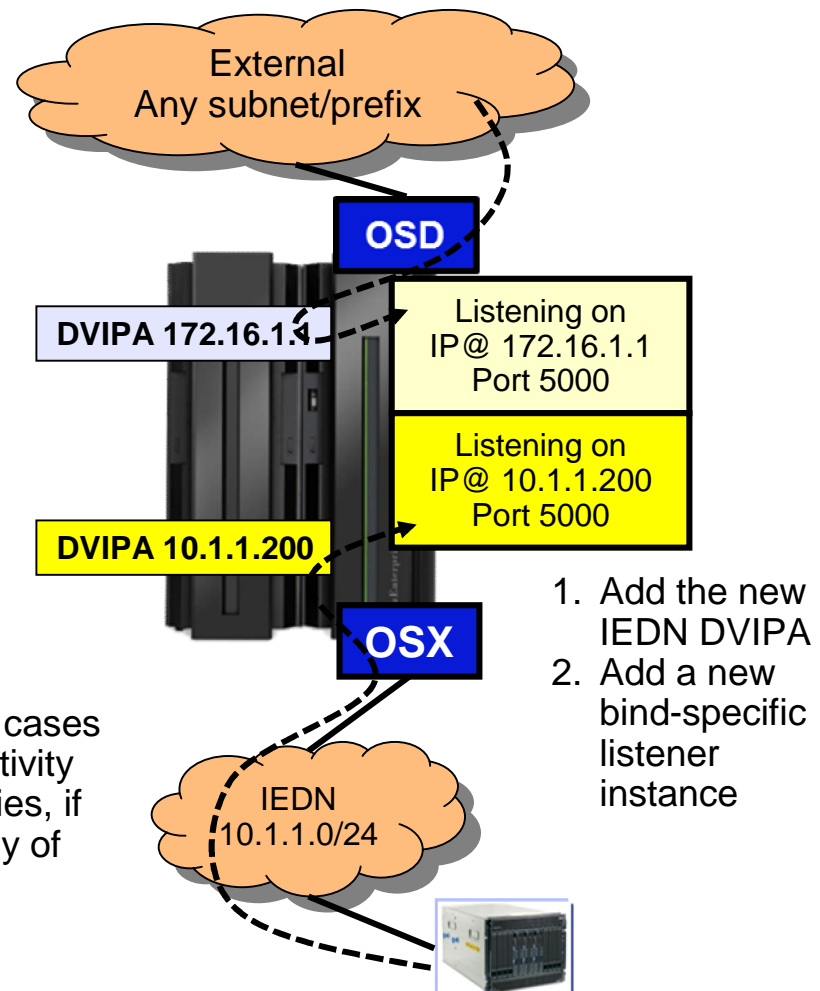 External
Any subnet/prefix
OSD
DVIPA 172.16.1.1
Listening on
IP@ 172.16.1.1
Port 5000
Listening on
IP@ 10.1.1.200
Port 5000
DVIPA 10.1.1.200
OSX
1. Add the new
IEDN DVIPA
2. Add a new
bind-specific
listener
instance
cases
tivity
ies, if
y of
IEDN
10.1.1.0/24